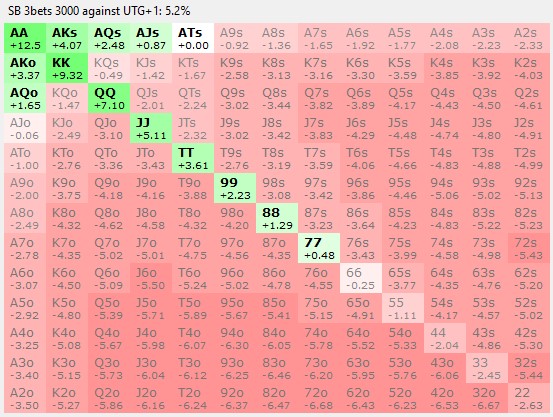 SB 3bets 3000 against UTG+1: 5.2%
AA AKs AQs AJs ATs A9s A8s A7s A6s A5s A4s A3s A2s
+12.5 +4.07 +2.48 +0.87 +0.00 -0.92 -1.36 -1.65 -1.92 -1.77 -2.08 -2.23 -2.33
AKo KK KQs KJs KTs K9s K8s K7s K6s K5s K4s K3s K2s
+3.37 +9.32 -0.49 -1.42 -1.67 -2.58 -3.13 -3.16 -3.30 -3.59 -3.85 -3.92 -4.03
AQo KQo QQ QJs QTs Q9s Q8s Q7s Q6s Q5s Q4s Q3s Q2s
+1.65 -1.47 +7.10 -2.01 -2.24 -3.02 -3.44 -3.82 -3.89 -4.17 -4.43 -4.50 -4.61
AJo KJo QJo JJ JTs J9s J8s J7s J6s J5s J4s J3s J2s
-0.06 -2.49 -3.10 +5.11 -2.32 -3.02 -3.42 -3.83 -4.29 -4.48 -4.74 -4.80 -4.91
ATo KTo QTo JTo TT T9s T8s T7s T6s T5s T4s T3s T2s
-1.00 -2.76 -3.36 -3.43 +3.61 -2.76 -3.19 -3.59 -4.06 -4.66 -4.83 -4.88 -4.99
A9o K9o Q9o J9o T9o 99 98s 97s 96s 95s 94s 93s 92s
-2.00 -3.75 -4.18 -4.16 -3.88 +2.23 -3.08 -3.42 -3.86 -4.46 -5.06 -5.02 -5.13
A8o K8o Q8o J8o T8o 98o 88 87s 86s 85s 84s 83s 82s
-2.49 -4.32 -4.62 -4.58 -4.32 -4.20 +1.29 -3.23 -3.64 -4.23 -4.83 -5.22 -5.23
A7o K7o Q7o J7o T7o 97o 87o 77 76s 75s 74s 73s 72s
-2.78 -4.35 -5.02 -5.01 -4.75 -4.56 -4.35 +0.48 -3.43 -3.99 -4.58 -4.98 -5.43
A6o K6o Q6o J6o T6o 96o 86o 76o 66 65s 64s 63s 62s
-3.07 -4.50 -5.09 -5.50 -5.24 -5.02 -4.78 -4.55 -0.25 -3.77 -4.35 -4.76 -5.20
A5o K5o Q5o J5o T5o 95o 85o 75o 65o 55 54s 53s 52s
-2.92 -4.80 -5.39 -5.71 -5.89 -5.67 -5.41 -5.15 -4.91 -1.11 -4.17 -4.57 -5.02
A4o K4o Q4o J4o T4o 94o 84o 74o 64o 54o 44 43s 42s
-3.25 -5.08 -5.67 -5.98 -6.07 -6.30 -6.05 -5.78 -5.52 -5.33 -2.04 -4.86 -5.30
A3o K3o Q3o J3o T3o 93o 83o 73o 63o 53o 43o 33 32s
-3.40 -5.15 -5.73 -6.04 -6.12 -6.25 -6.46 -6.20 -5.95 -5.76 -6.06 -2.45 -5.44
A2o K2o Q2o J2o T2o 92o 82o 72o 62o 52o 42o 32o 22
-3.50 -5.27 -5.86 -6.16 -6.24 -6.37 -6.47 -6.68 -6.43 -6.23 -6.53 -6.67 -2.63